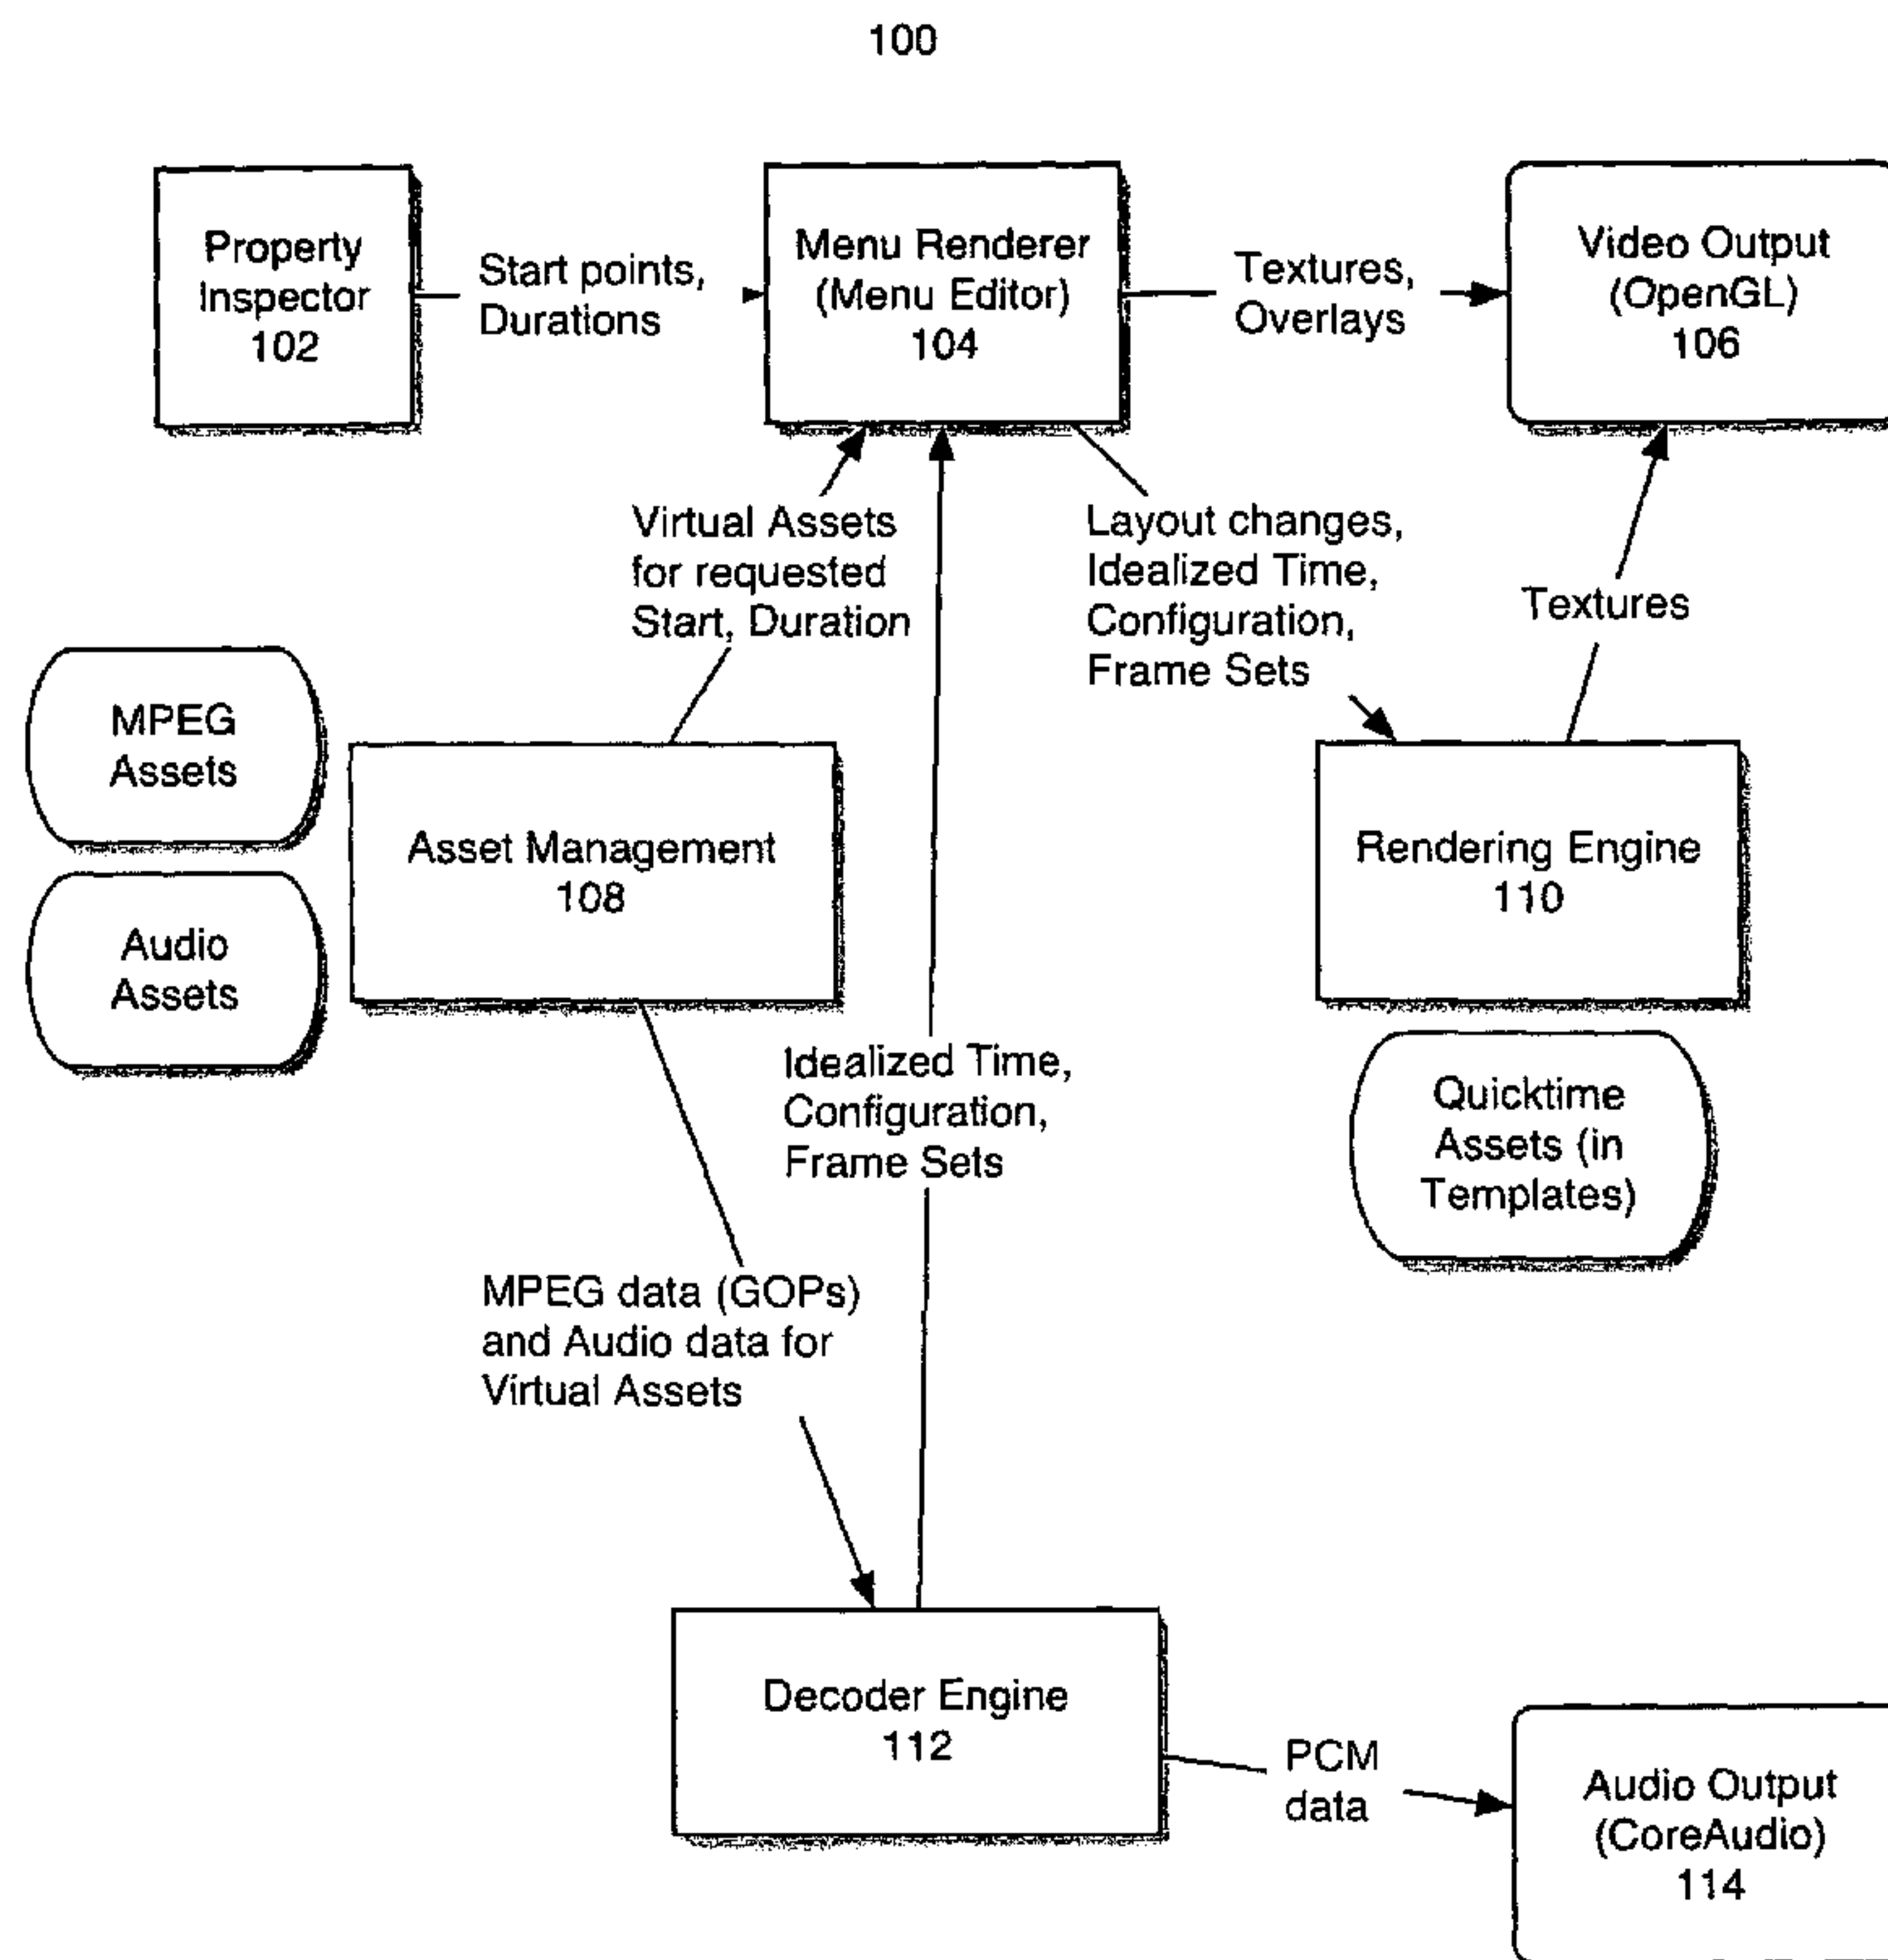 100
Property
Inspector
102
Start points,
Durations
Menu Renderer
(Menu Editor)
104
Textures,
Overlays
Video Output
(OpenGL)
106
Virtual Assets
for requested
Start, Duration
Layout changes,
Idealized Time,
Configuration,
Frame Sets
Textures
MPEG
Assets
Audio
Assets
Asset Management
108
Rendering Engine
110
Quicktime
Assets (in
Templates)
Idealized Time,
Configuration,
Frame Sets
MPEG data (GOPs)
and Audio data for
Virtual Assets
Decoder Engine
112
PCM
data
Audio Output
(CoreAudio)
114